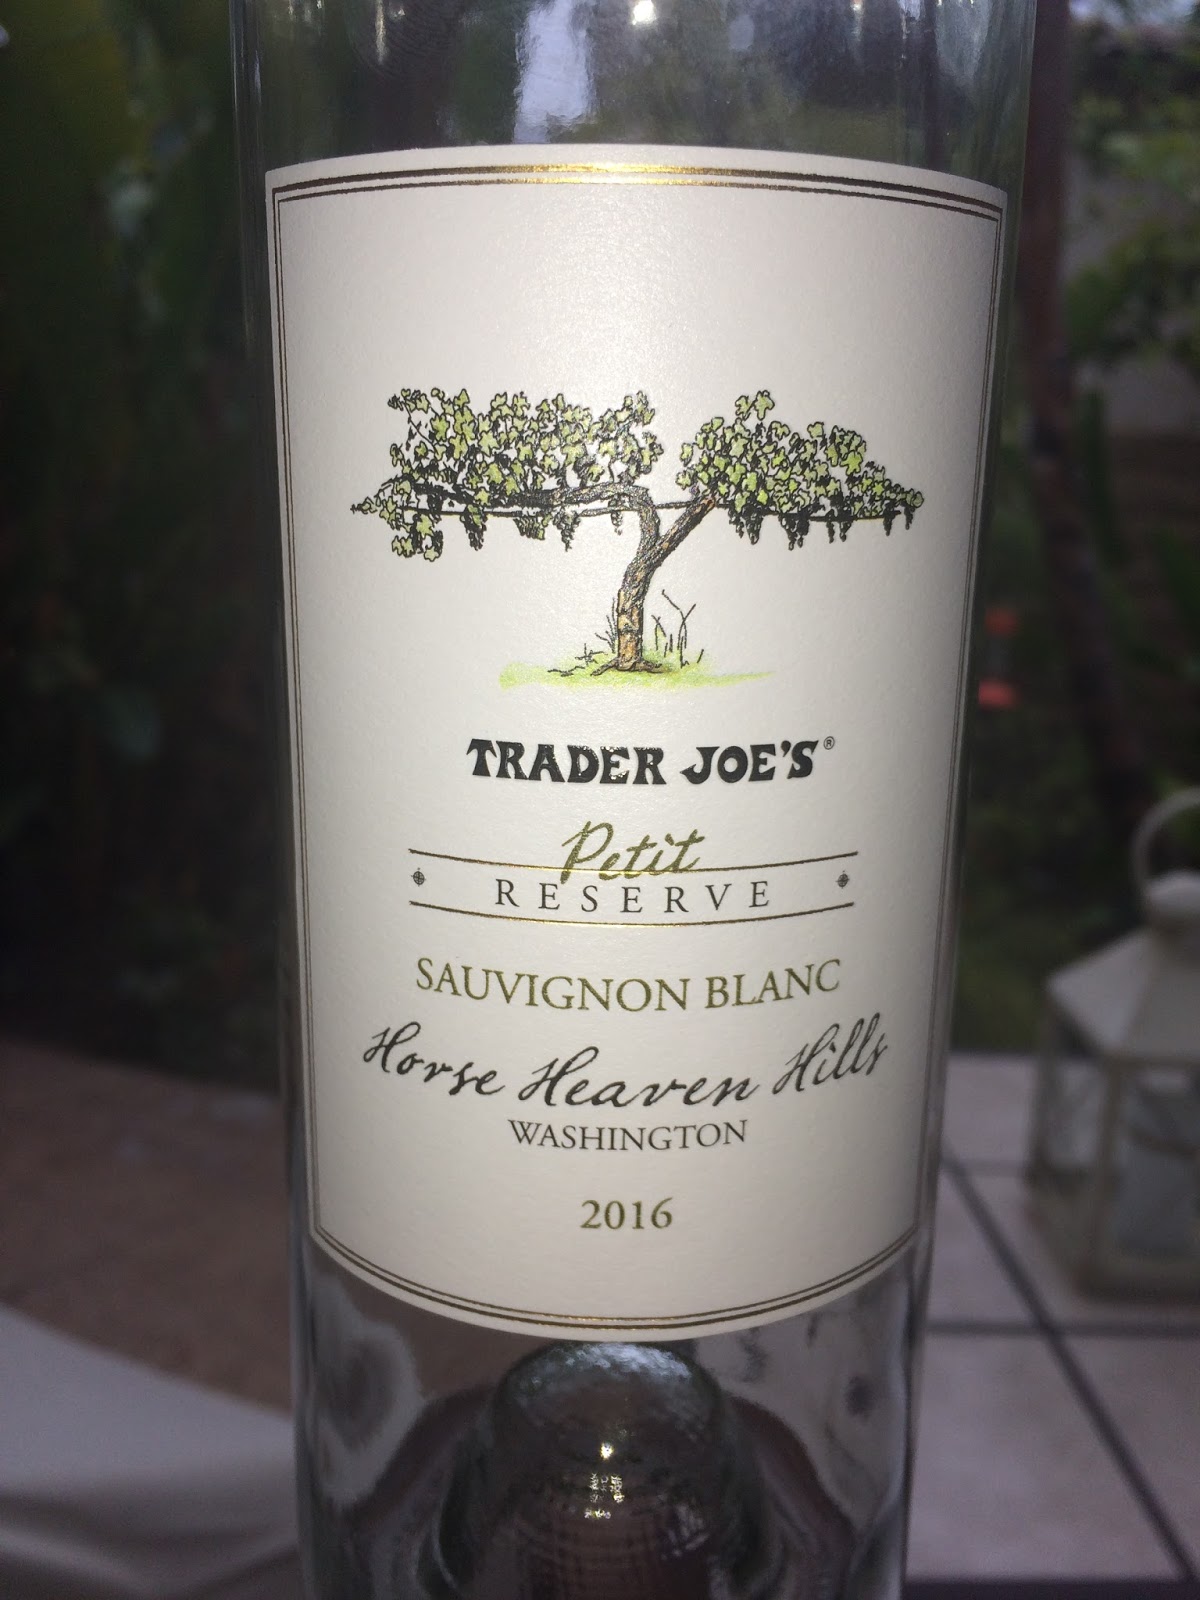 TRADER JOE'S®
Petit
RESERVE
SAUVIGNON BLANC
Horse Heaven Hills
WASHINGTON
2016